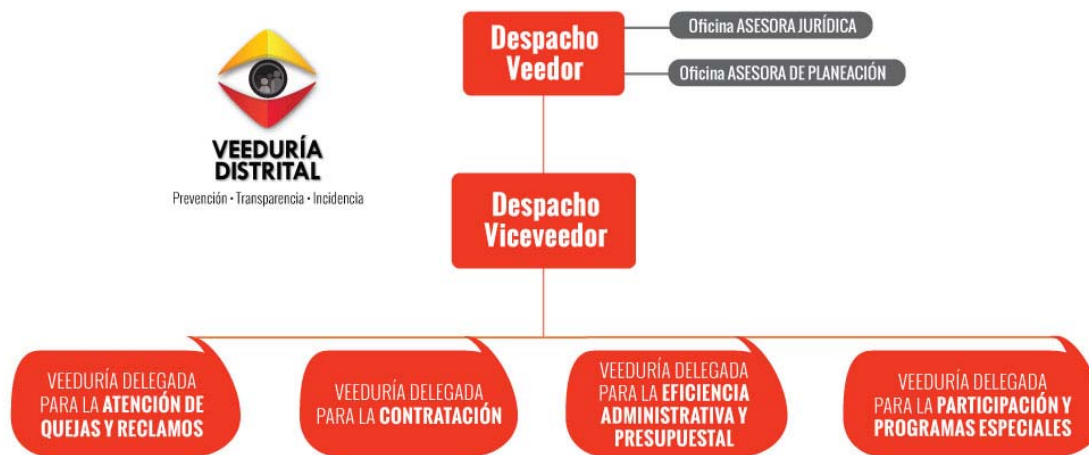 Despacho
Veedor
Oficina ASESORA JURÍDICA
Oficina ASESORA DE PLANEACIÓN
VEEDURÍA
DISTRITAL
Prevención • Transparencia • Incidencia
Despacho
Viceveedor
VEEDURÍA DELEGADA
PARA LA ATENCIÓN DE
QUEJAS Y RECLAMOS
VEEDURÍA DELEGADA
PARA LA CONTRATACIÓN
VEEDURÍA DELEGADA
PARA LA EFICIENCIA
ADMINISTRATIVA Y
PRESUPUESTAL
VEEDURÍA DELEGADA
PARA LA PARTICIPACIÓN Y
PROGRAMAS ESPECIALES